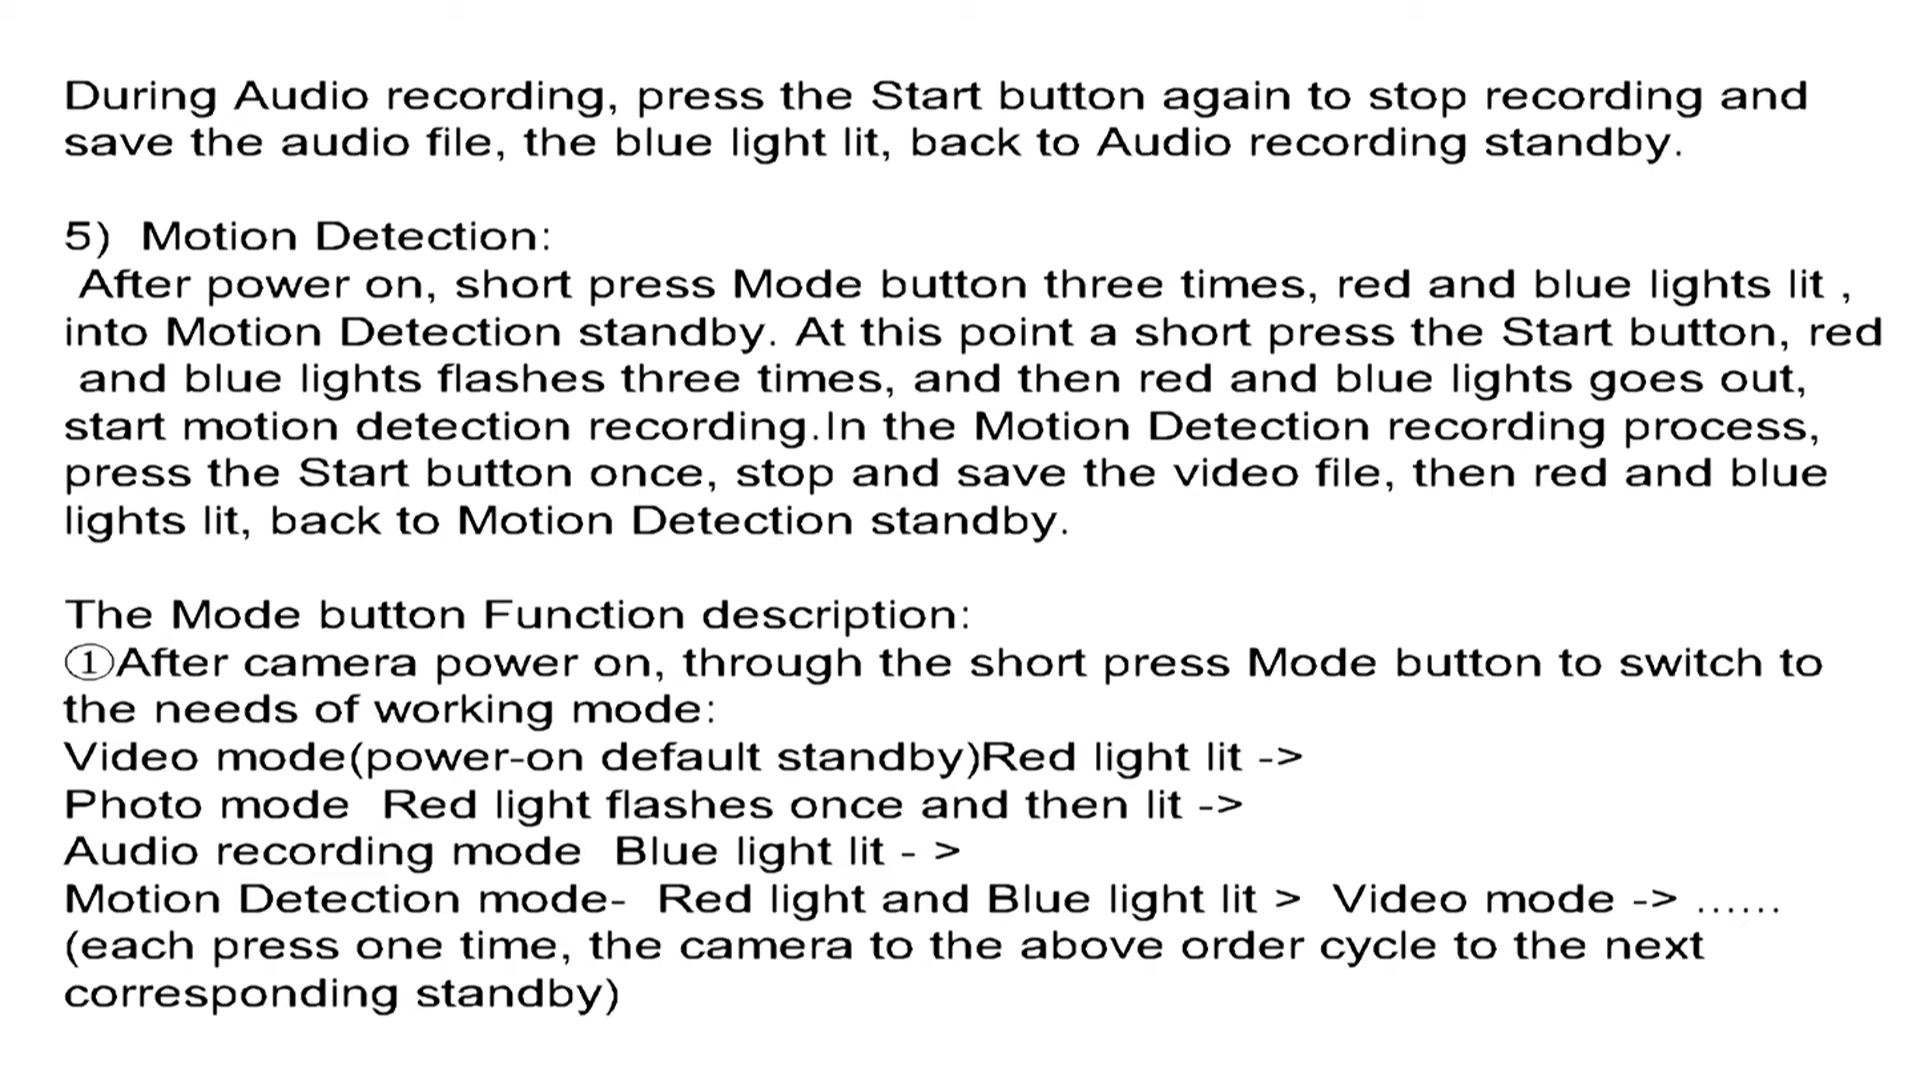 During Audio recording, press the Start button again to stop recording and
save the audio file, the blue light lit, back to Audio recording standby.
5) Motion Detection:
After power on, short press Mode button three times, red and blue lights lit ,
into Motion Detection standby. At this point a short press the Start button, red
and blue lights flashes three times, and then red and blue lights goes out,
start motion detection recording.In the Motion Detection recording process,
press the Start button once, stop and save the video file, then red and blue
lights lit, back to Motion Detection standby.
The Mode button Function description:
①After camera power on, through the short press Mode button to switch to
the needs of working mode:
Video mode(power-on default standby)Red light lit ->
Photo mode  Red light flashes once and then lit ->
Audio recording mode  Blue light lit - >
Motion Detection mode-  Red light and Blue light lit >  Video mode -> ......
(each press one time, the camera to the above order cycle to the next
corresponding standby)